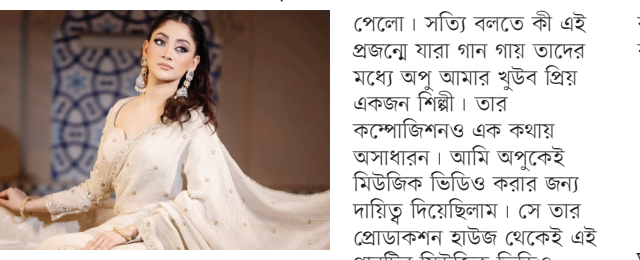 পেলো। সত্যি বলতে কী এই
প্রজন্মে যারা গান গায় তাদের
মধ্যে অপু আমার খুউব প্রিয়
একজন শিল্পী। তার
কম্পোজিশনও এক কথায়
অসাধারন। আমি অপুকেই
মিউজিক ভিডিও করার জন্য
দায়িত্ব দিয়েছিলাম। সে তার
প্রোডাকশন হাউজ থেকেই এই